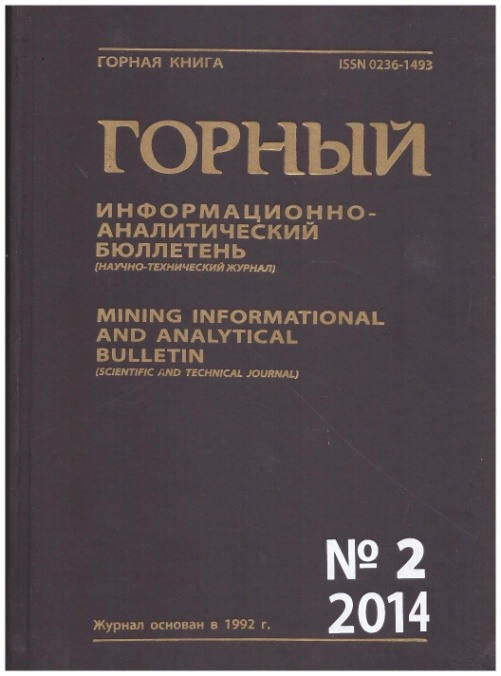 ГОРНАЯ КНИГА ISSN 0236-1493
ГОРНЫЙ
ИНФОРМАЦИОННО-
АНАЛИТИЧЕСКИЙ
БЮЛЛЕТЕНЬ
(НАУЧНО-ТЕХНИЧЕСКИЙ ЖУРНАЛ)
MINING INFORMATIONAL
AND ANALYTICAL
BULLETIN
(SCIENTIFIC AND TECHNICAL JOURNAL)
№ 2
2014
Журнал основан в 1992 г.